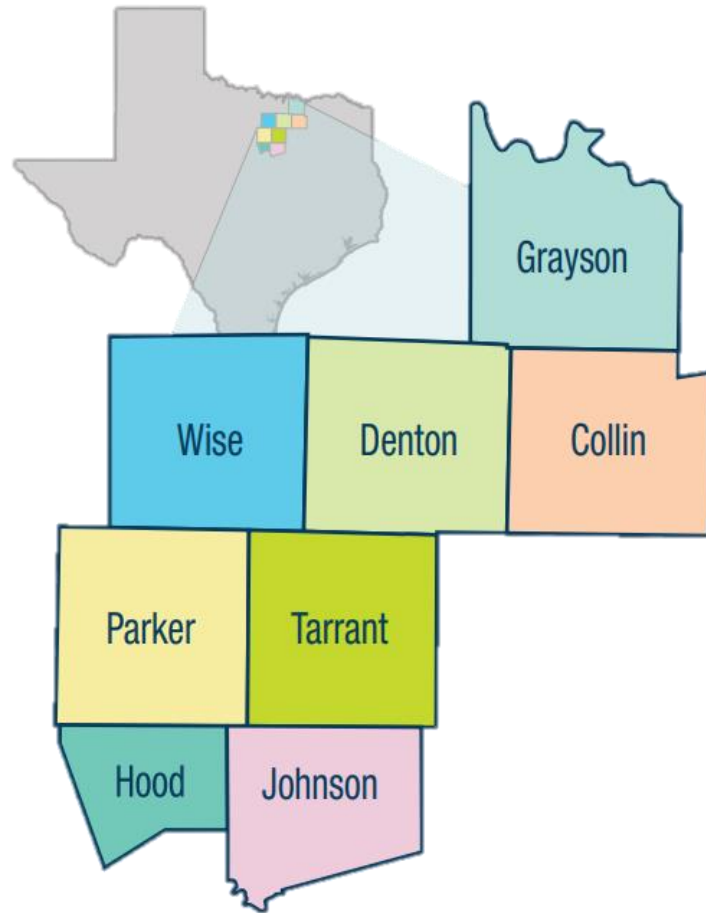 Grayson
Wise
Denton
Collin
Parker
Tarrant
Hood
Johnson